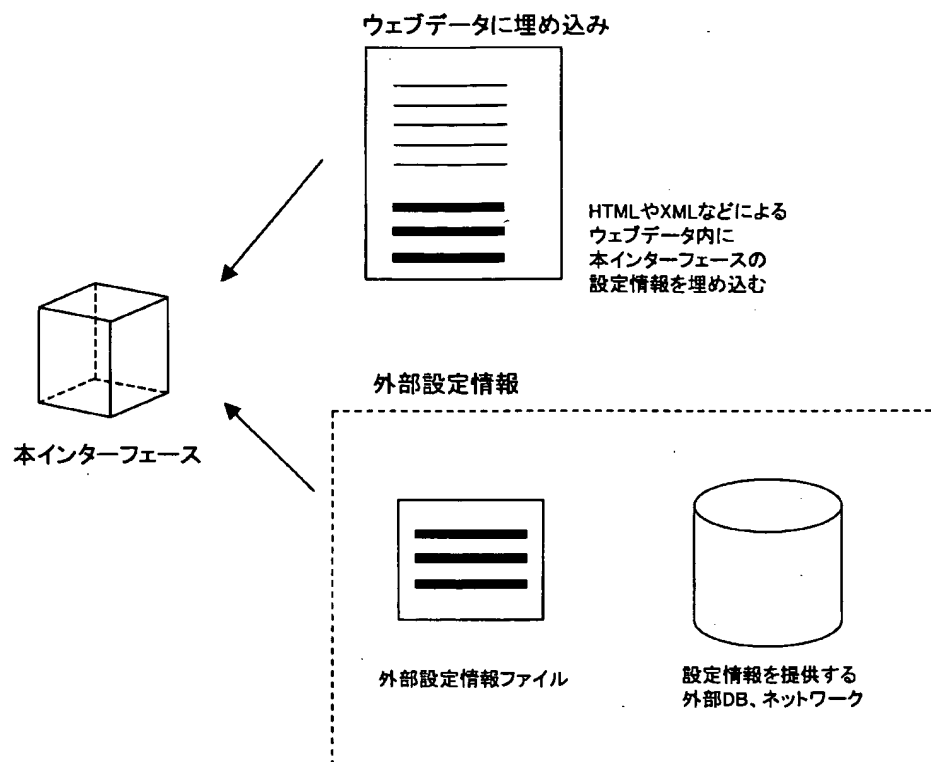 ウェブデータに埋め込み
HTMLやXMLなどによる
ウェブデータ内に
本インターフェースの
設定情報を埋め込む
本インターフェース
外部設定情報
外部設定情報ファイル
設定情報を提供する
外部DB、ネットワーク